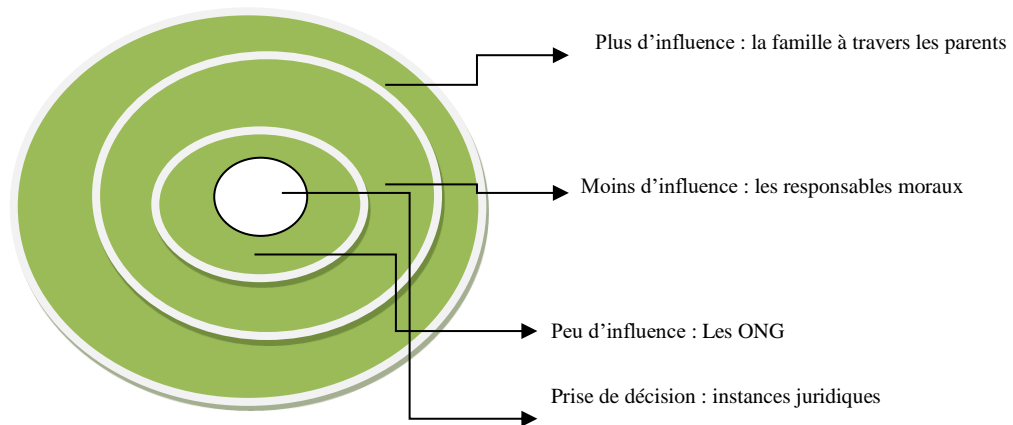 Plus d’influence : la famille à travers les parents
Moins d’influence : les responsables moraux
Peu d’influence : Les ONG
Prise de décision : instances juridiques